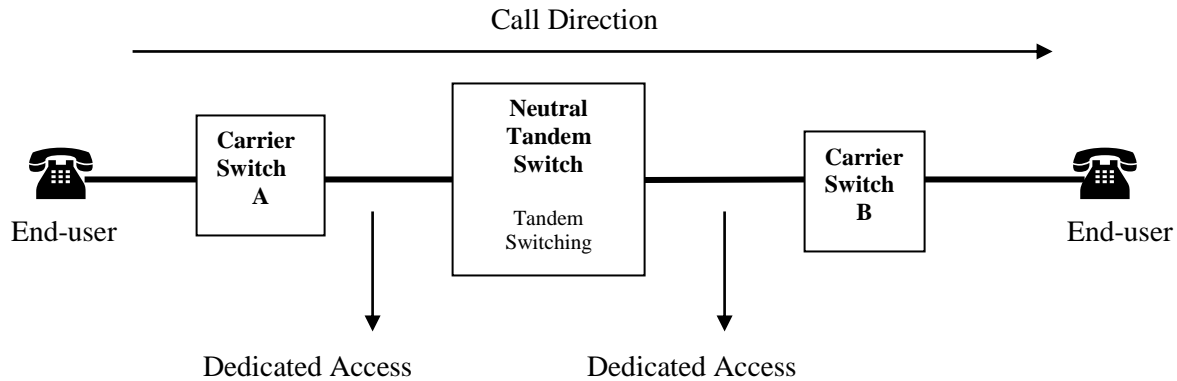 Call Direction
Neutral
Tandem
Switch
Tandem
Switching
Carrier
Switch
A
Carrier
Switch
B
End-user
End-user
Dedicated Access
Dedicated Access